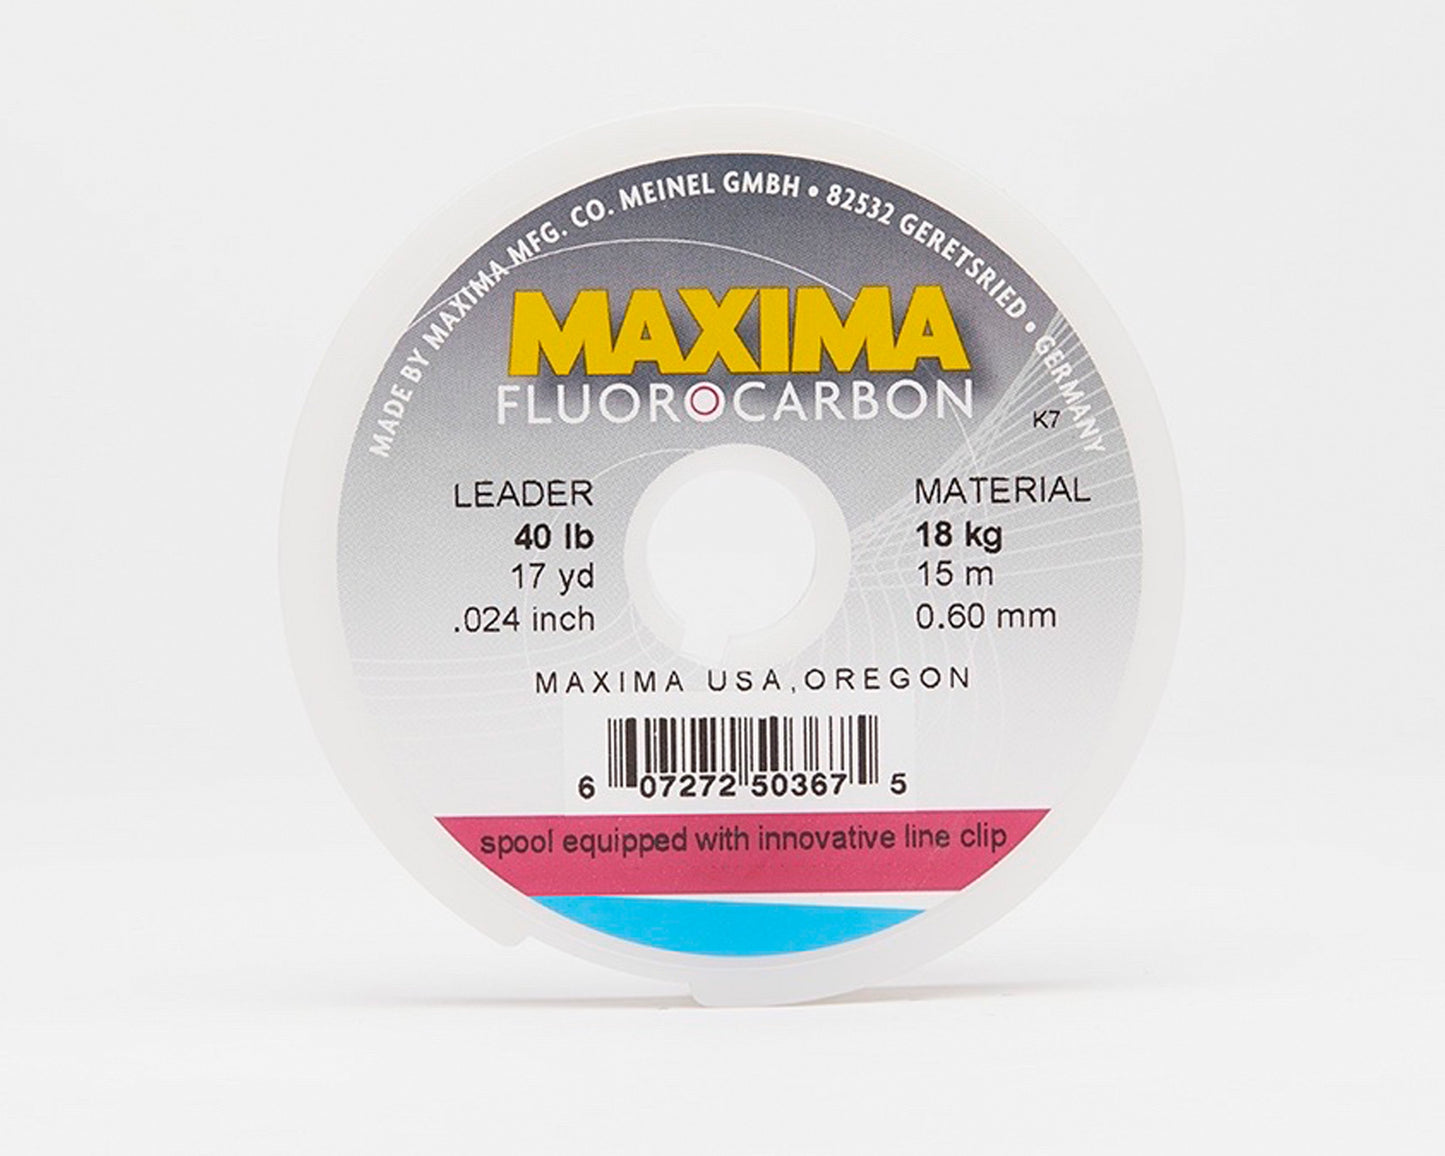 MADE BY MAXIMA MFG. CO. MEINEL GMBH • 82532 GERETSRIED • GERMANY
MAXIMA
FLUOROCARBON
K7
LEADER MATERIAL
40 lb 18 kg
17 yd 15 m
.024 inch 0.60 mm
MAXIMA USA,OREGON
6 07272 50367 5
spool equipped with innovative line clip